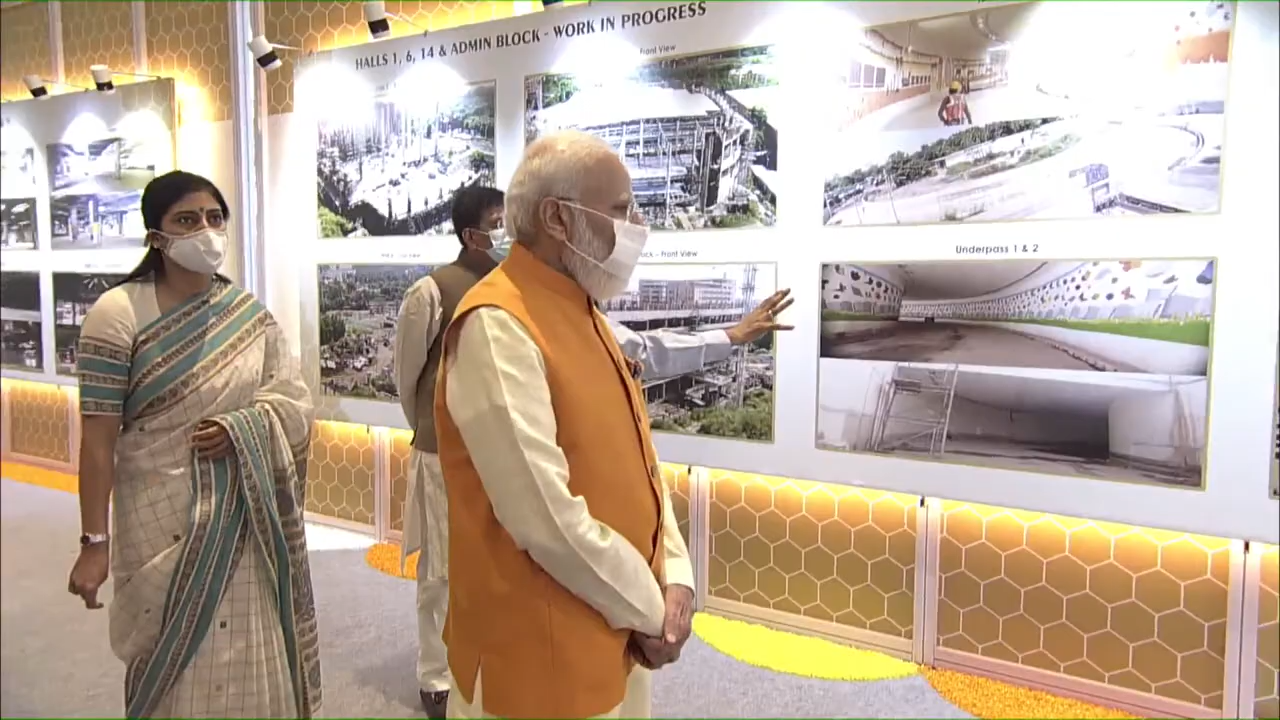 HALLS 1, 6, 14 & ADMIN BLOCK - WORK IN PROGRESS
Front View
Front View
Underpass 1 & 2